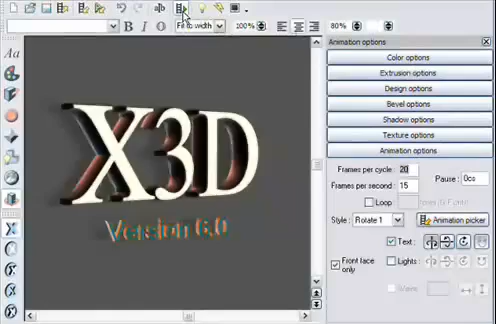 a|b
B I O Fit to width 100% 80%
Animation options
Color options
Extrusion options
Design options
Bevel options
Shadow options
Texture options
Animation options
Frames per cycle: 20
Pause: 0cs
Frames per second: 15
Loop
Style: Rotate 1 Animation picker
Text:
Front face only
Lights:
Aa
X3D
Version 6.0